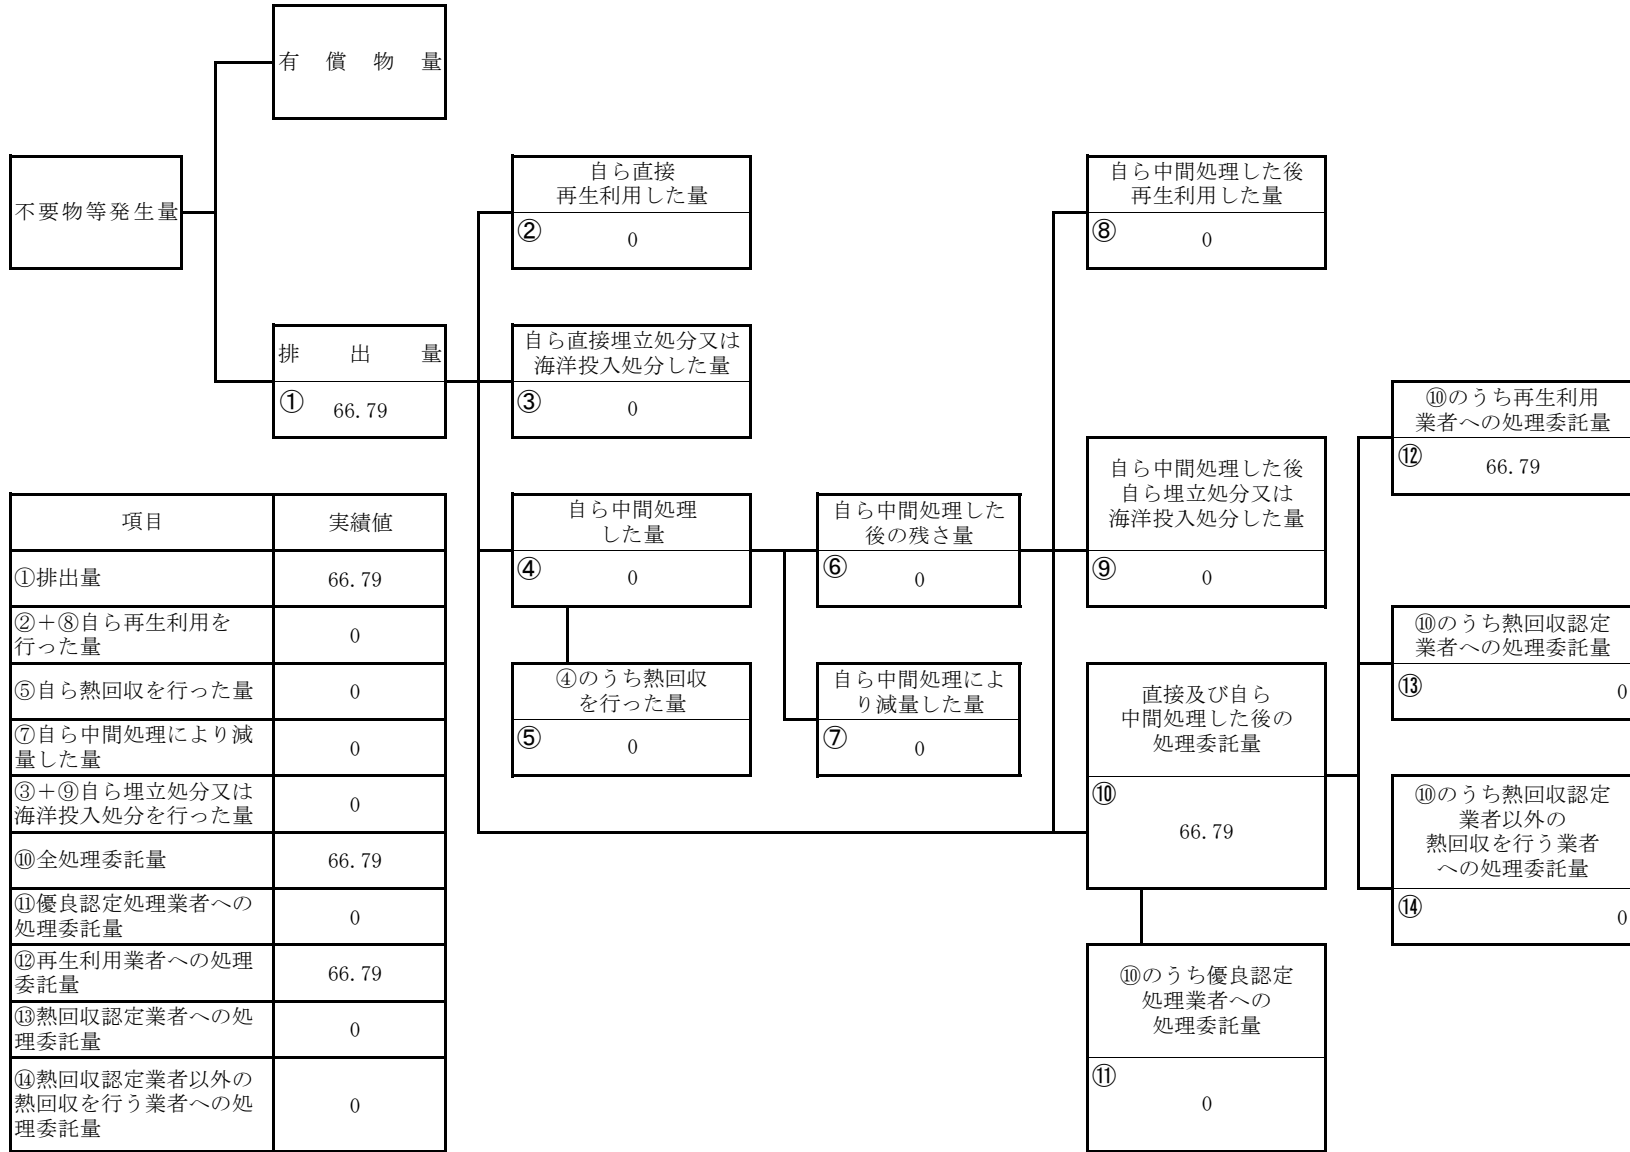 有償物量
不要物等発生量
排出量
① 66.79
自ら直接
再生利用した量
② 0
自ら直接埋立処分又は
海洋投入処分した量
③ 0
自ら中間処理
した量
④ 0
④のうち熱回収
を行った量
⑤ 0
自ら中間処理した
後の残さ量
⑥ 0
自ら中間処理によ
り減量した量
⑦ 0
自ら中間処理した後
再生利用した量
⑧ 0
自ら中間処理した後
自ら埋立処分又は
海洋投入処分した量
⑨ 0
直接及び自ら
中間処理した後の
処理委託量
⑩
66.79
⑩のうち優良認定
処理業者への
処理委託量
⑪
0
⑩のうち再生利用
業者への処理委託量
⑫ 66.79
⑩のうち熱回収認定
業者への処理委託量
⑬ 0
⑩のうち熱回収認定
業者以外の
熱回収を行う業者
への処理委託量
⑭ 0
項目 実績値
①排出量 66.79
②+⑧自ら再生利用を
行った量 0
⑤自ら熱回収を行った量 0
⑦自ら中間処理により減
量した量 0
③+⑨自ら埋立処分又は
海洋投入処分を行った量 0
⑩全処理委託量 66.79
⑪優良認定処理業者への
処理委託量 0
⑫再生利用業者への処理
委託量 66.79
⑬熱回収認定業者への処
理委託量 0
⑭熱回収認定業者以外の
熱回収を行う業者への処
理委託量 0